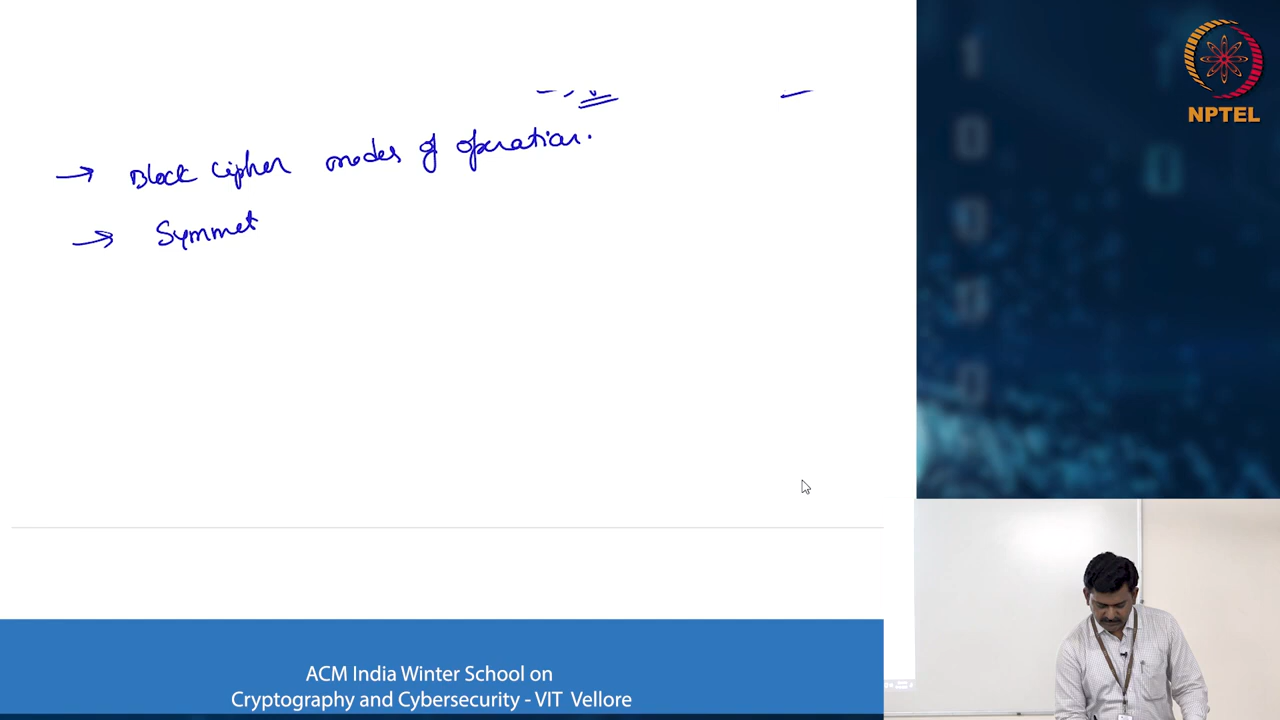 → Block Cipher modes of operation.
→ Symmet
NPTEL
ACM India Winter School on
Cryptography and Cybersecurity - VIT Vellore